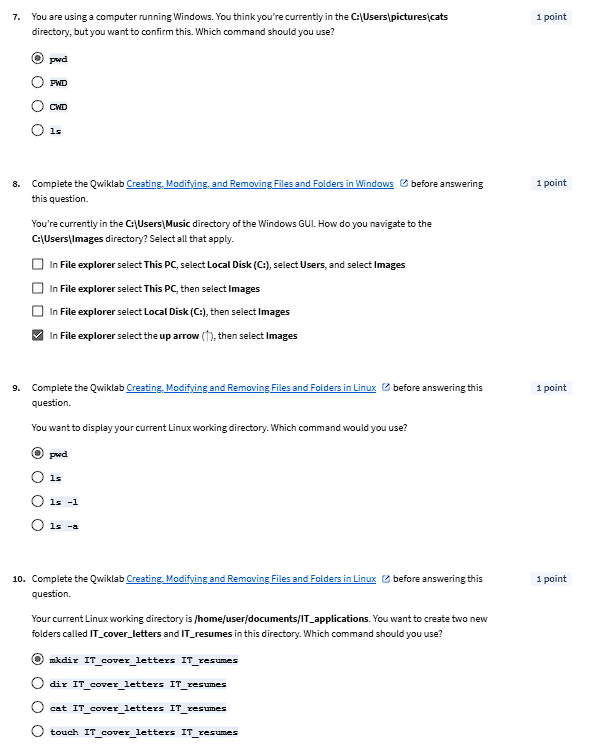 7. You are using a computer running Windows. You think you're currently in the C:\Users\pictures\cats 1 point
directory, but you want to confirm this. Which command should you use?
pwd
PWD
CWD
ls
8. Complete the Qwiklab Creating, Modifying, and Removing Files and Folders in Windows before answering 1 point
this question.
You're currently in the C:\Users\Music directory of the Windows GUI. How do you navigate to the
C:\Users\Images directory? Select all that apply.
In File explorer select This PC, select Local Disk (C:), select Users, and select Images
In File explorer select This PC, then select Images
In File explorer select Local Disk (C:), then select Images
In File explorer select the up arrow (↑), then select Images
9. Complete the Qwiklab Creating, Modifying and Removing Files and Folders in Linux before answering this 1 point
question.
You want to display your current Linux working directory. Which command would you use?
pwd
ls
ls -l
ls -a
10. Complete the Qwiklab Creating, Modifying and Removing Files and Folders in Linux before answering this 1 point
question.
Your current Linux working directory is /home/user/documents/IT_applications. You want to create two new
folders called IT_cover_letters and IT_resumes in this directory. Which command should you use?
mkdir IT_cover_letters IT_resumes
dir IT_cover_letters IT_resumes
cat IT_cover_letters IT_resumes
touch IT_cover_letters IT_resumes